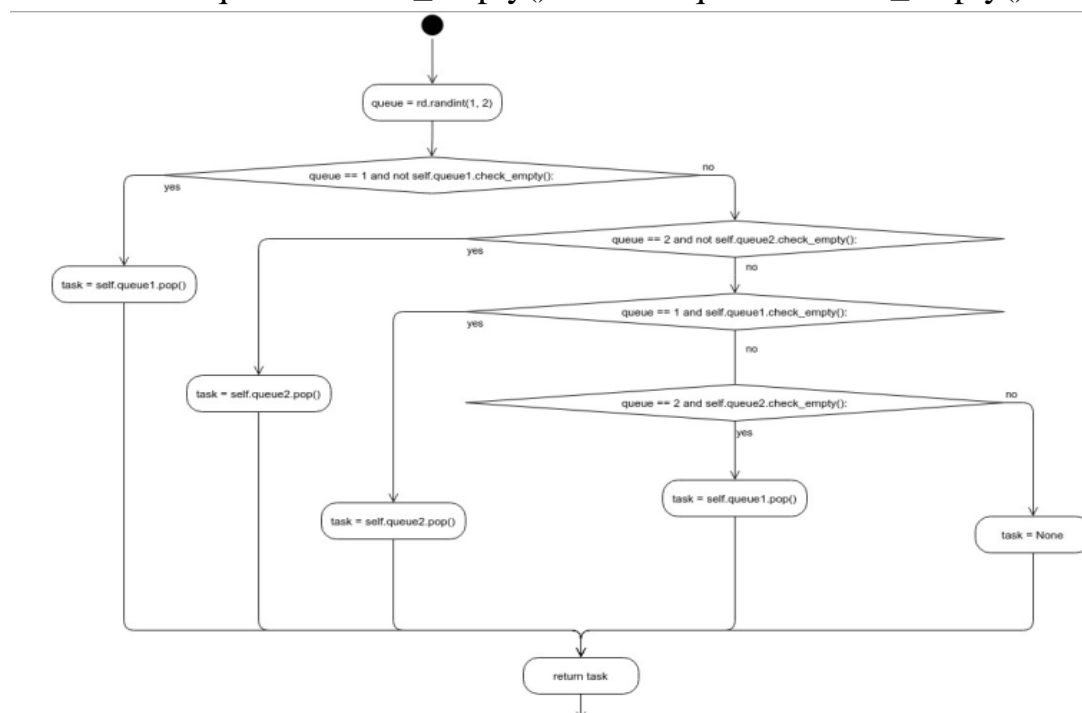 queue = rd.randint(1, 2)
queue == 1 and not self.queue1.check_empty():
yes
no
queue == 2 and not self.queue2.check_empty():
yes
no
task = self.queue1.pop()
queue == 1 and self.queue1.check_empty():
yes
no
task = self.queue2.pop()
queue == 2 and self.queue2.check_empty():
no
yes
task = self.queue1.pop()
task = self.queue2.pop()
task = None
return task